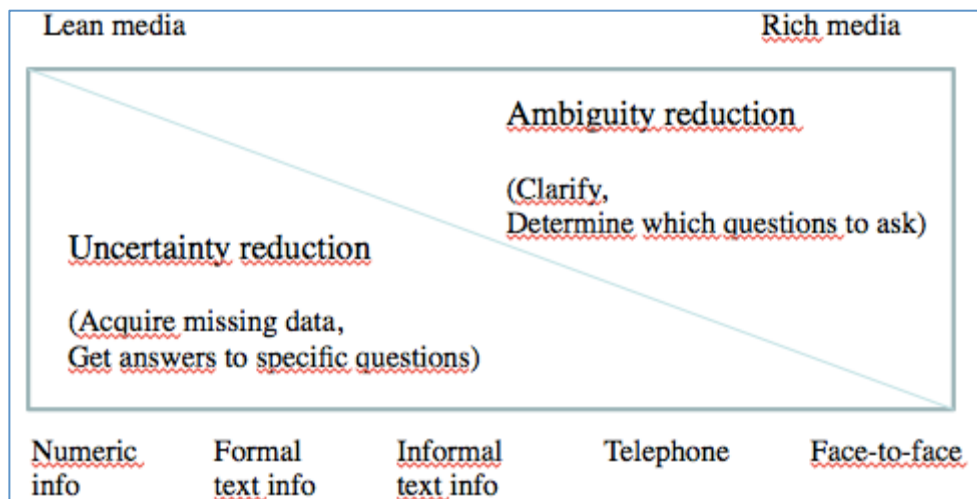 Lean media
Rich media
Ambiguity reduction
(Clarify,
Determine which questions to ask)
Uncertainty reduction
(Acquire missing data,
Get answers to specific questions)
Numeric
info
Formal
text info
Informal
text info
Telephone
Face-to-face